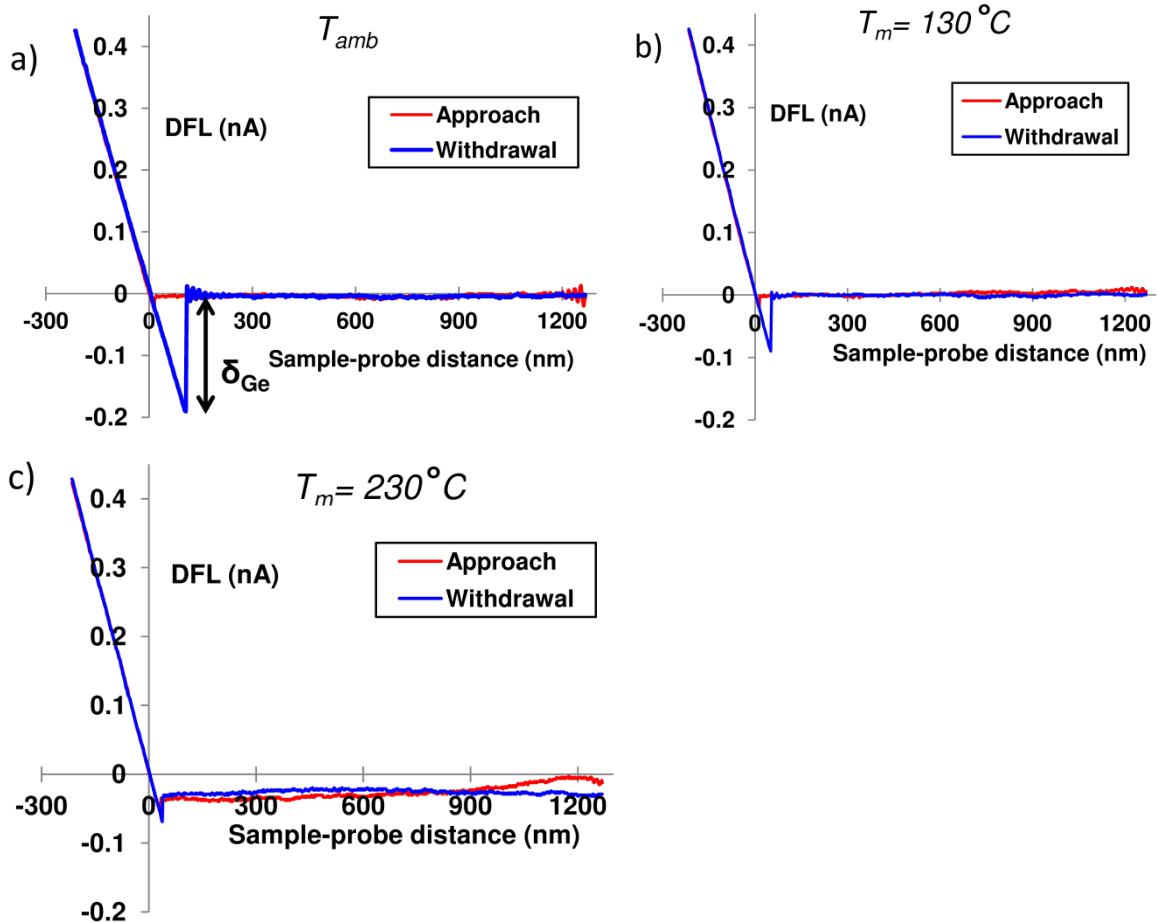 a)
T_amb
DFL (nA)
Approach
Withdrawal
0.4
0.3
0.2
0.1
0
-0.1
-0.2
-300
0
300
600
900
1200
Sample-probe distance (nm)
δ_Ge
b)
T_m= 130°C
DFL (nA)
Approach
Withdrawal
0.4
0.3
0.2
0.1
0
-0.1
-0.2
-300
0
300
600
900
1200
Sample-probe distance (nm)
c)
T_m= 230°C
DFL (nA)
Approach
Withdrawal
0.4
0.3
0.2
0.1
0
-0.1
-0.2
-300
0
300
600
900
1200
Sample-probe distance (nm)